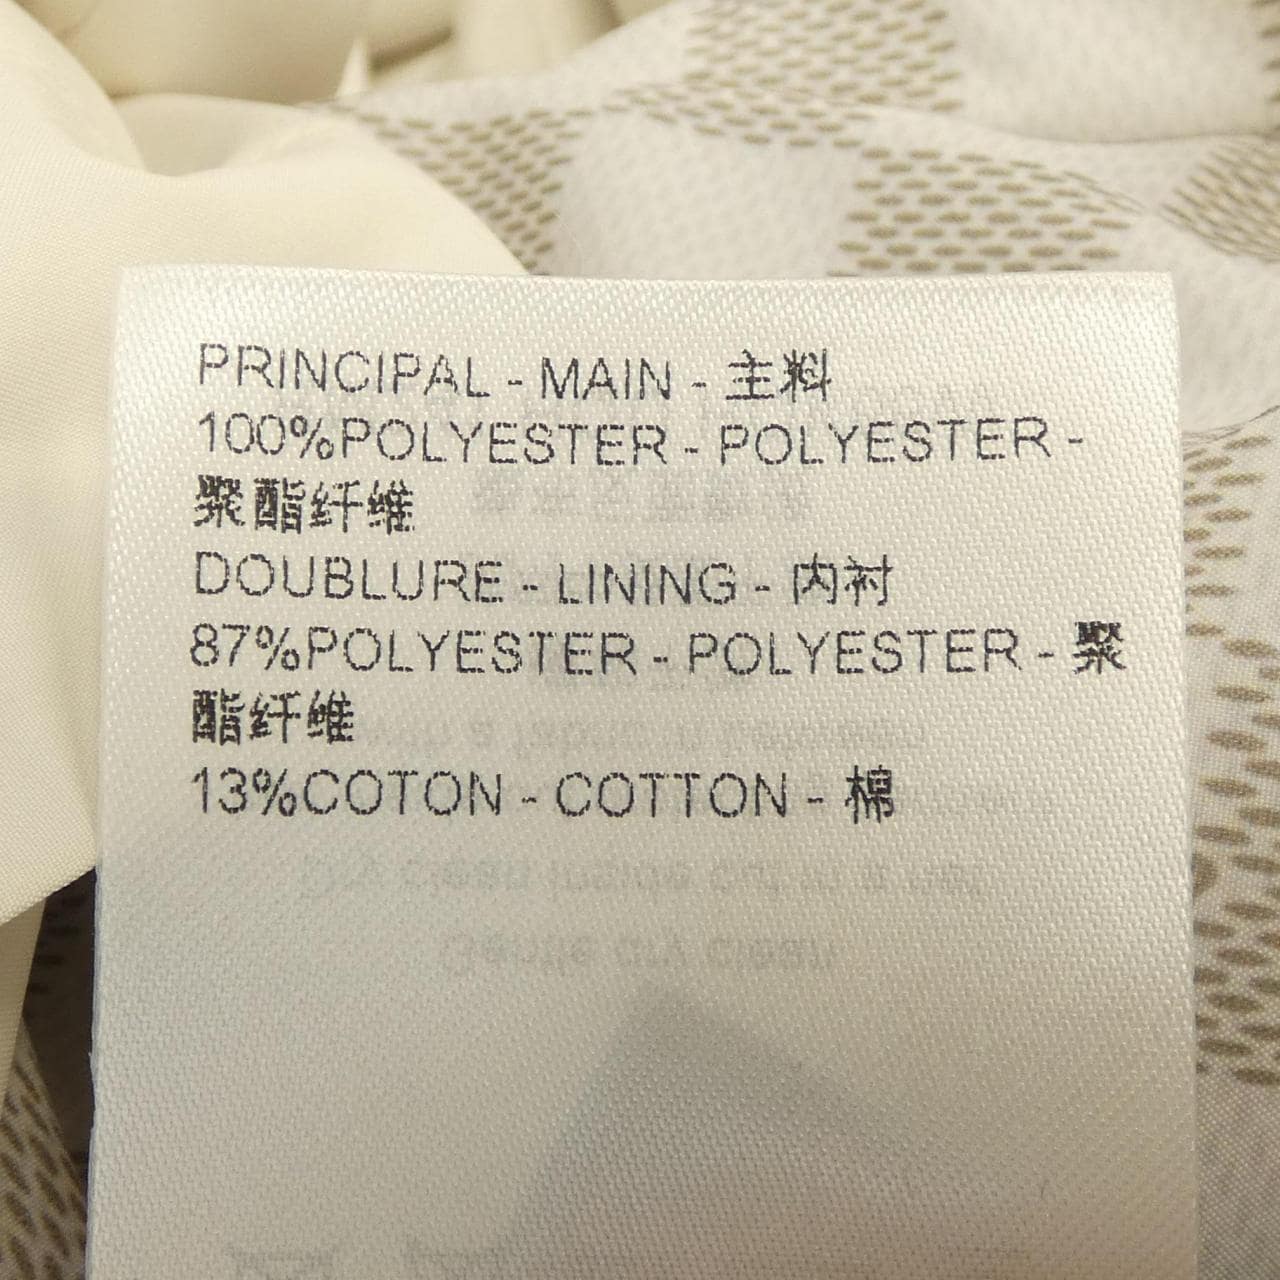 PRINCIPAL - MAIN - 主料
100%POLYESTER - POLYESTER -
聚酯纤维
DOUBLURE - LINING - 内衬
87%POLYESTER - POLYESTER - 聚
酯纤维
13%COTON - COTTON - 棉